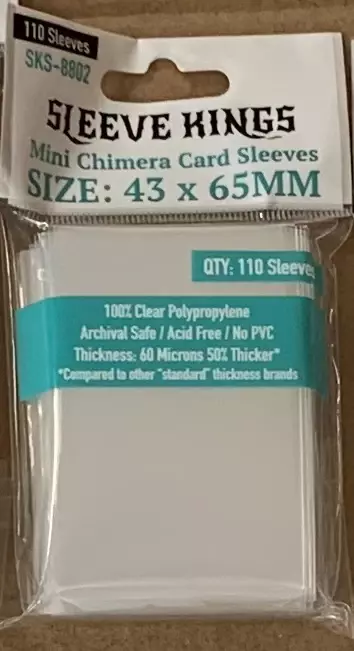 110 Sleeves
SKS-8802
SLEEVE KINGS
Mini Chimera Card Sleeves
SIZE: 43 x 65MM
QTY: 110 Sleeves
100% Clear Polypropylene
Archival Safe / Acid Free / No PVC
Thickness: 60 Microns 50% Thicker*
*Compared to other "standard" thickness brands